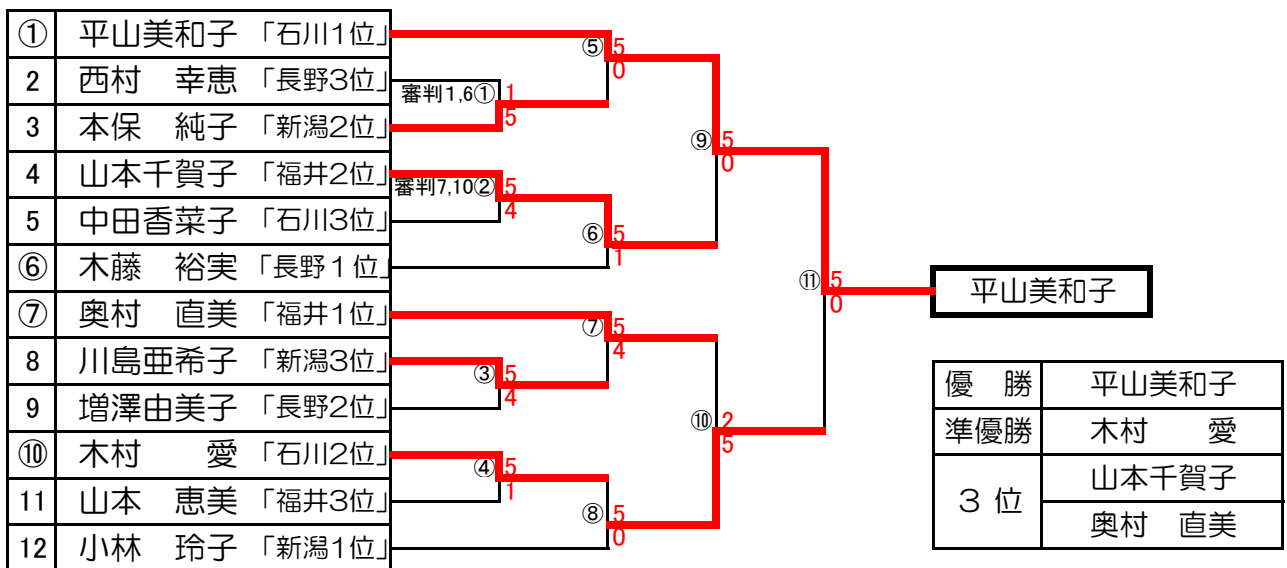 ① 平山美和子 「石川1位」
2 西村 幸恵 「長野3位」
3 本保 純子 「新潟2位」
4 山本千賀子 「福井2位」
5 中田香菜子 「石川3位」
⑥ 木藤 裕実 「長野１位」
⑦ 奥村 直美 「福井1位」
8 川島亜希子 「新潟3位」
9 増澤由美子 「長野2位」
⑩ 木村 愛 「石川2位」
11 山本 恵美 「福井3位」
12 小林 玲子 「新潟1位」
審判1,6① 1
5
審判7,10② 5
4
③ 5
4
④ 5
1
⑤ 5
0
⑥ 5
1
⑦ 5
4
⑧ 5
0
⑨ 5
0
⑩ 2
5
⑪ 5
0
平山美和子
優 勝 平山美和子
準優勝 木村 愛
３ 位 山本千賀子
奥村 直美